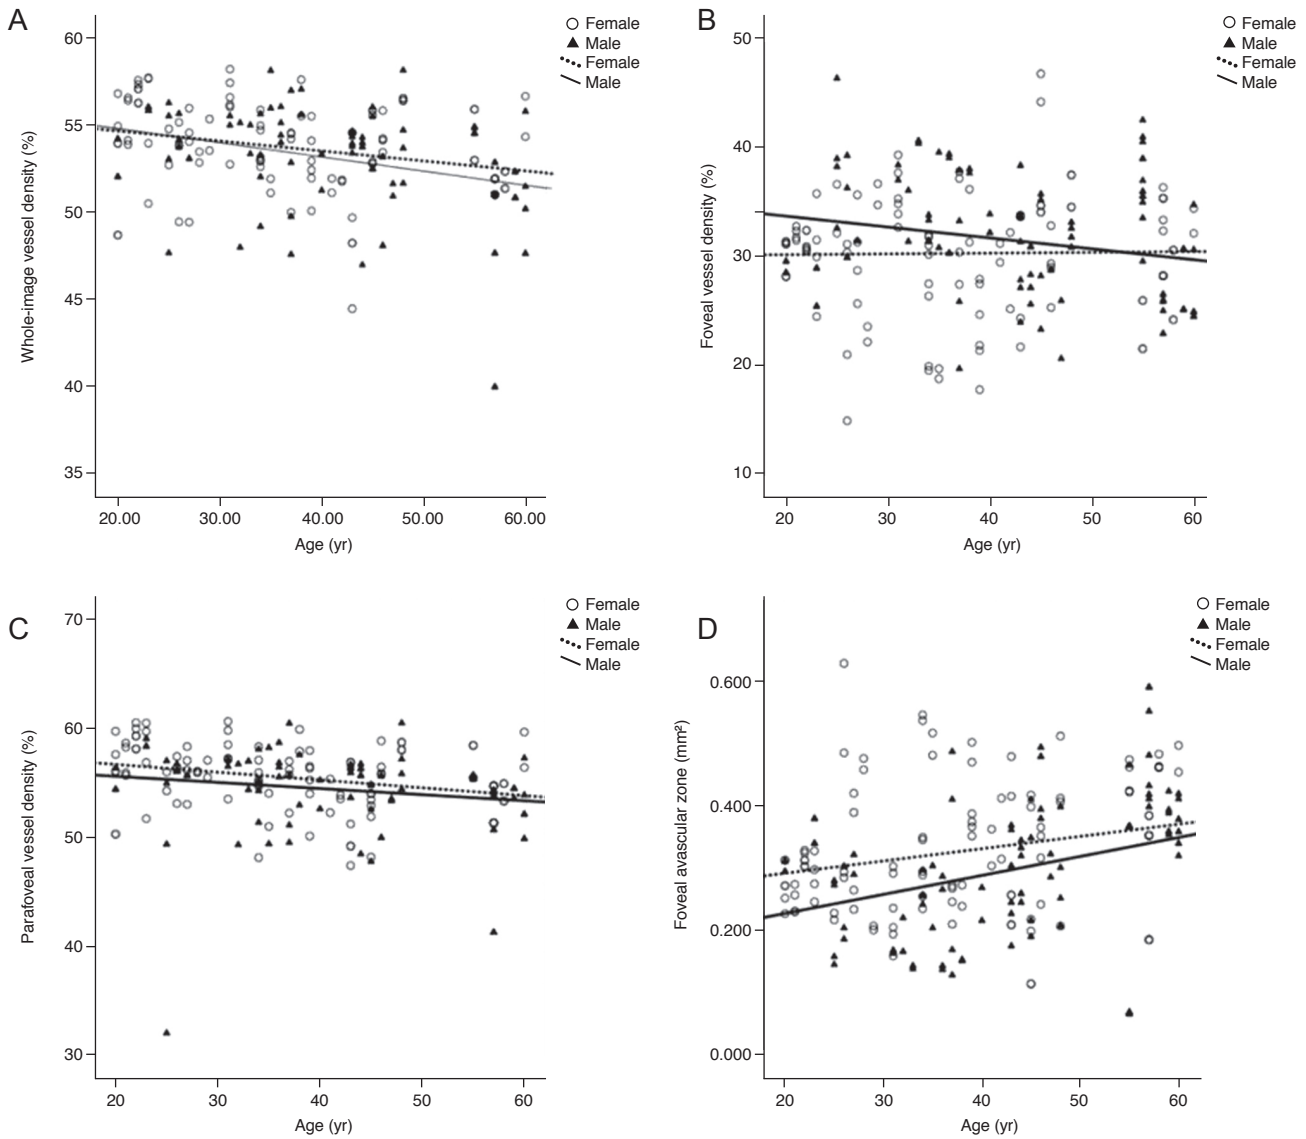 A
Female
Male
Female
Male
60
55
50
45
40
35
Whole-image vessel density (%)
20.00 30.00 40.00 50.00 60.00
Age (yr)
B
Female
Male
Female
Male
50
40
30
20
10
Foveal vessel density (%)
20 30 40 50 60
Age (yr)
C
Female
Male
Female
Male
70
60
50
40
30
Parafoveal vessel density (%)
20 30 40 50 60
Age (yr)
D
Female
Male
Female
Male
0.600
0.400
0.200
0.000
Foveal avascular zone (mm²)
20 30 40 50 60
Age (yr)